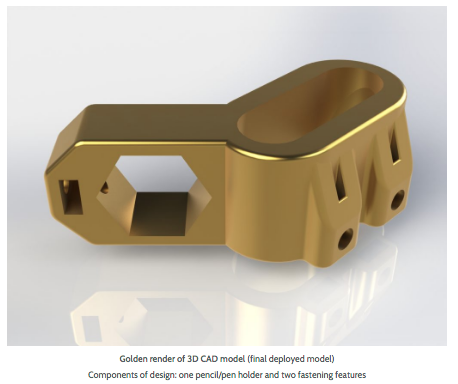 Golden render of 3D CAD model (final deployed model)
Components of design: one pencil/pen holder and two fastening features